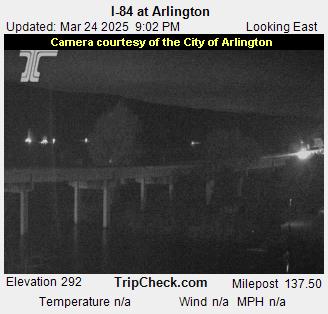 I-84 at Arlington
Updated: Mar 24 2025 9:02 PM Looking East
Camera courtesy of the City of Arlington
Elevation 292 TripCheck.com Milepost 137.50
Temperature n/a Wind n/a MPH n/a